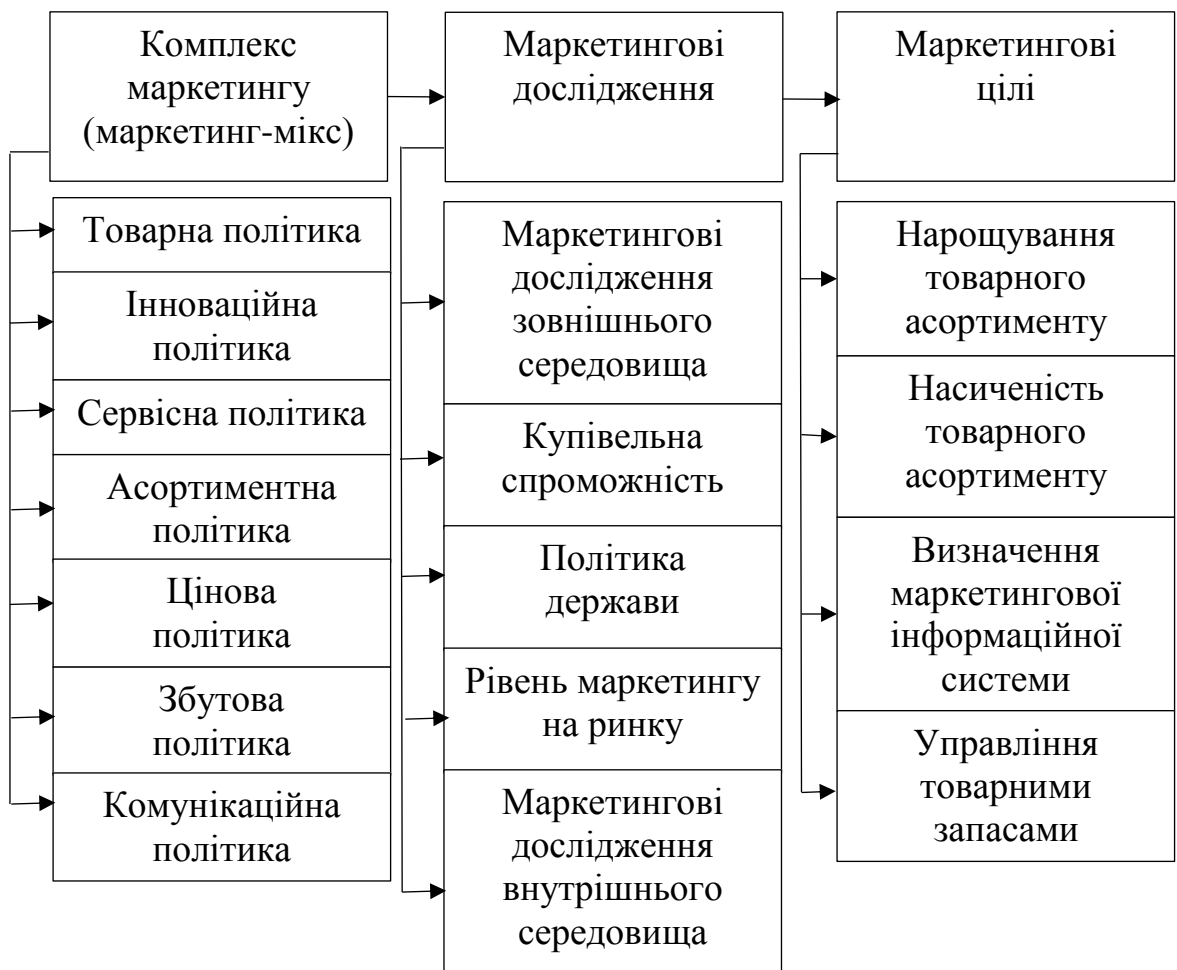 Комплекс
маркетингу
(маркетинг-мікс)
Товарна політика
Інноваційна
політика
Сервісна політика
Асортиментна
політика
Цінова
політика
Збутова
політика
Комунікаційна
політика
Маркетингові
дослідження
Маркетингові
дослідження
зовнішнього
середовища
Купівельна
спроможність
Політика
держави
Рівень маркетингу
на ринку
Маркетингові
дослідження
внутрішнього
середовища
Маркетингові
цілі
Нарощування
товарного
асортименту
Насиченість
товарного
асортименту
Визначення
маркетингової
інформаційної
системи
Управління
товарними
запасами